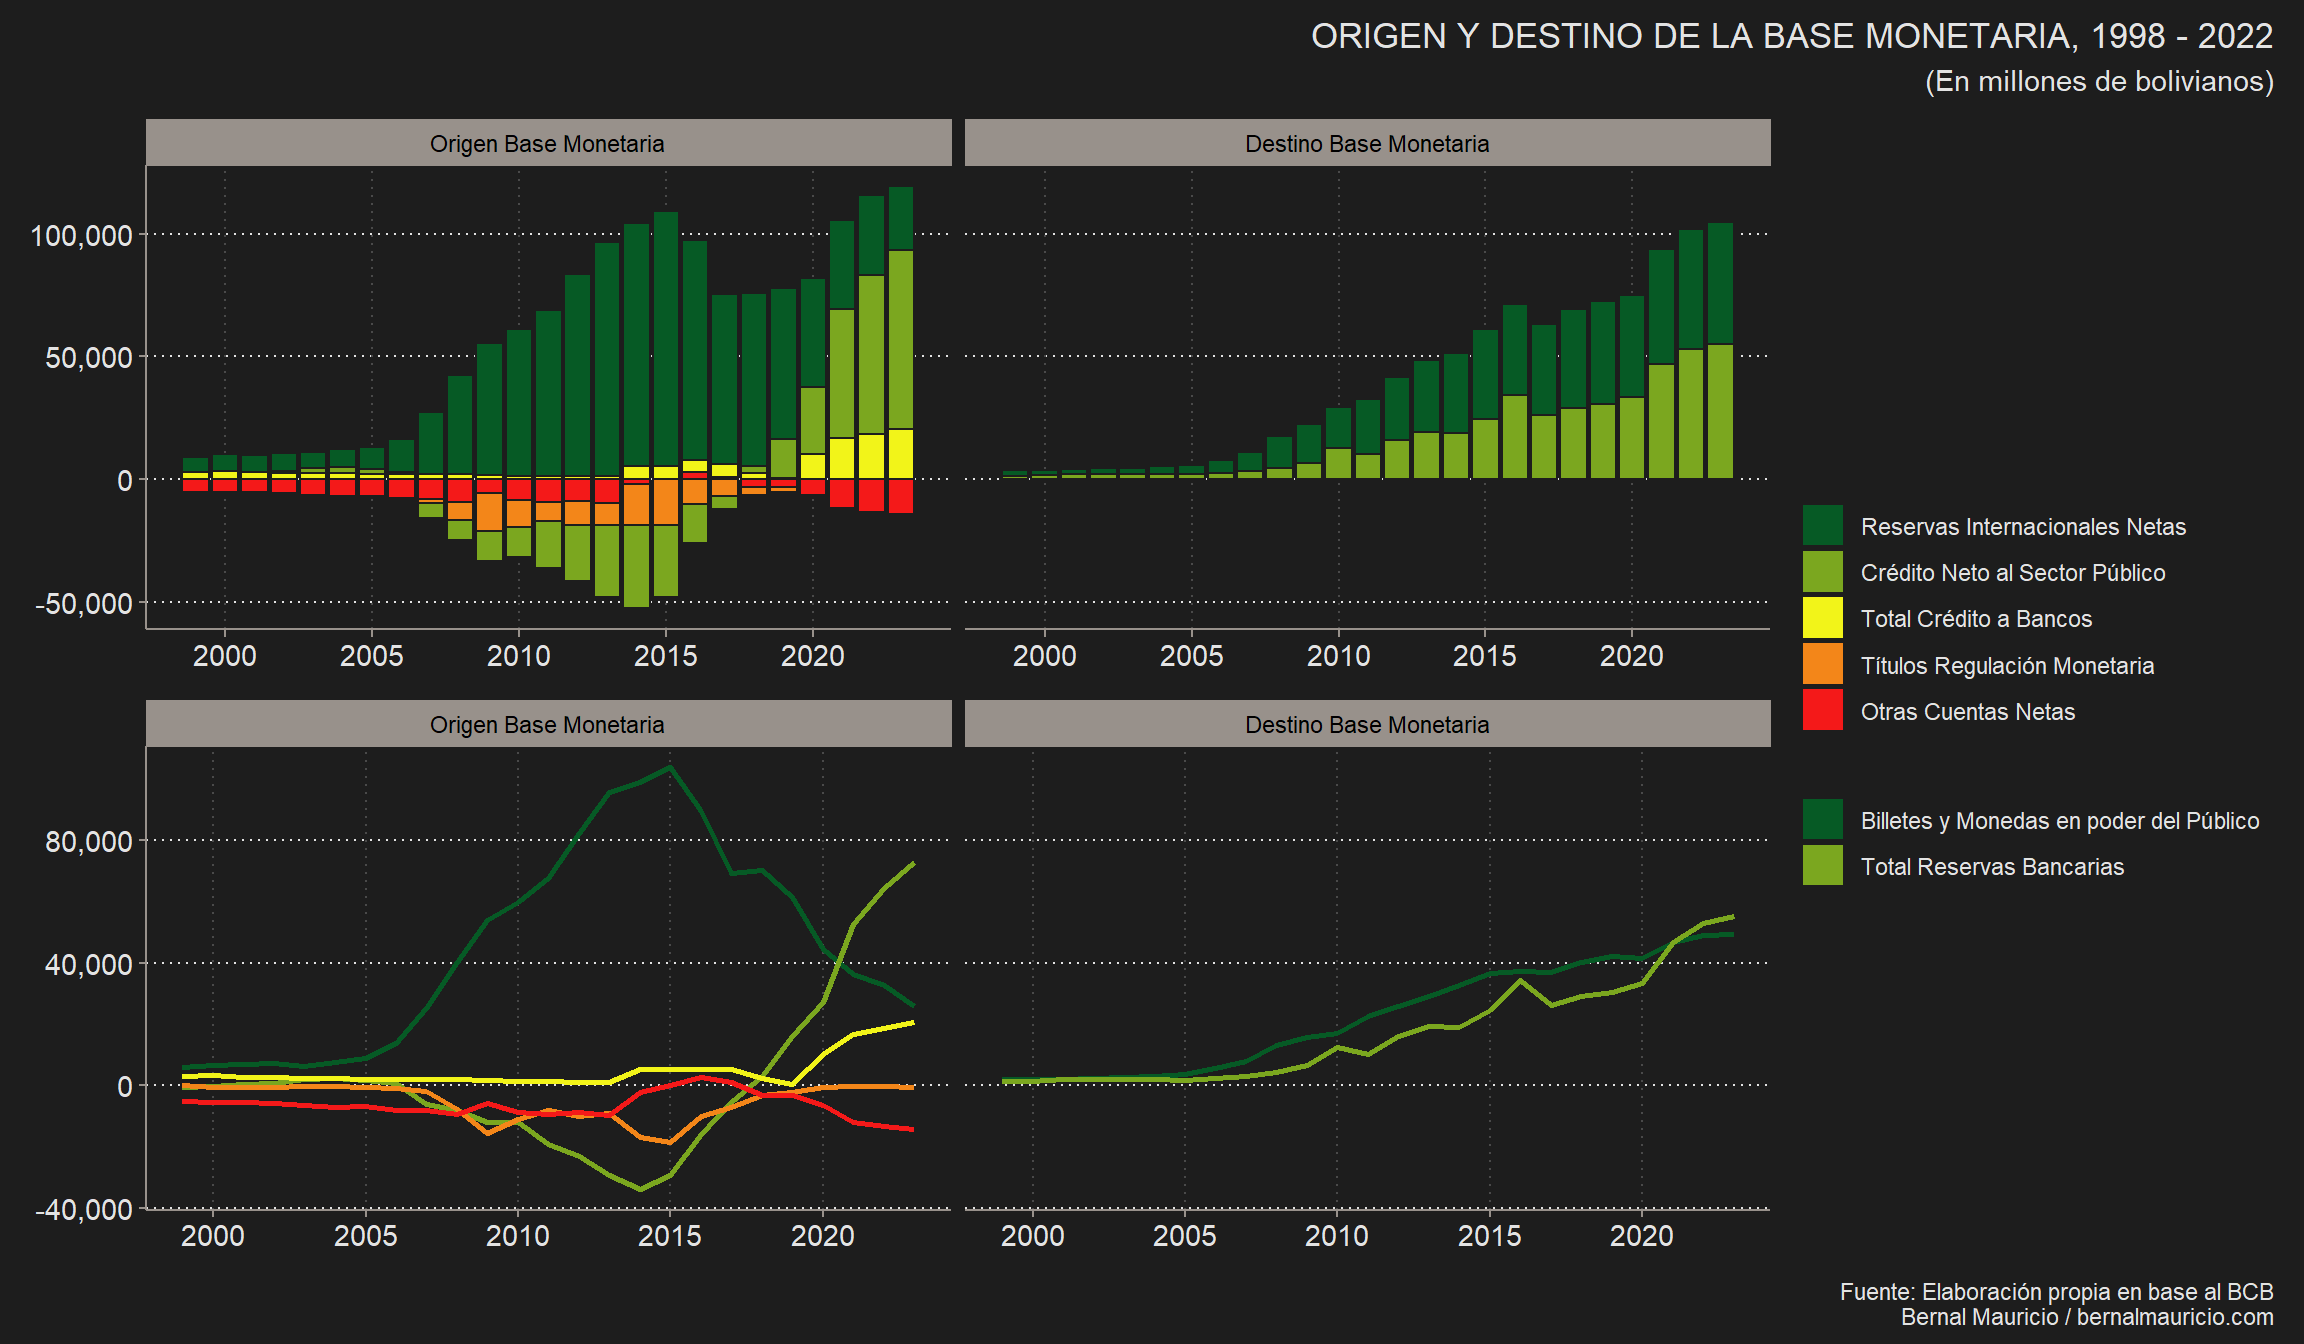 ORIGEN Y DESTINO DE LA BASE MONETARIA, 1998 - 2022
(En millones de bolivianos)
Origen Base Monetaria
Destino Base Monetaria
100,000
50,000
0
-50,000
2000
2005
2010
2015
2020
2000
2005
2010
2015
2020
Origen Base Monetaria
Destino Base Monetaria
80,000
40,000
0
-40,000
2000
2005
2010
2015
2020
2000
2005
2010
2015
2020
Reservas Internacionales Netas
Crédito Neto al Sector Público
Total Crédito a Bancos
Títulos Regulación Monetaria
Otras Cuentas Netas
Billetes y Monedas en poder del Público
Total Reservas Bancarias
Fuente: Elaboración propia en base al BCB
Bernal Mauricio / bernalmauricio.com